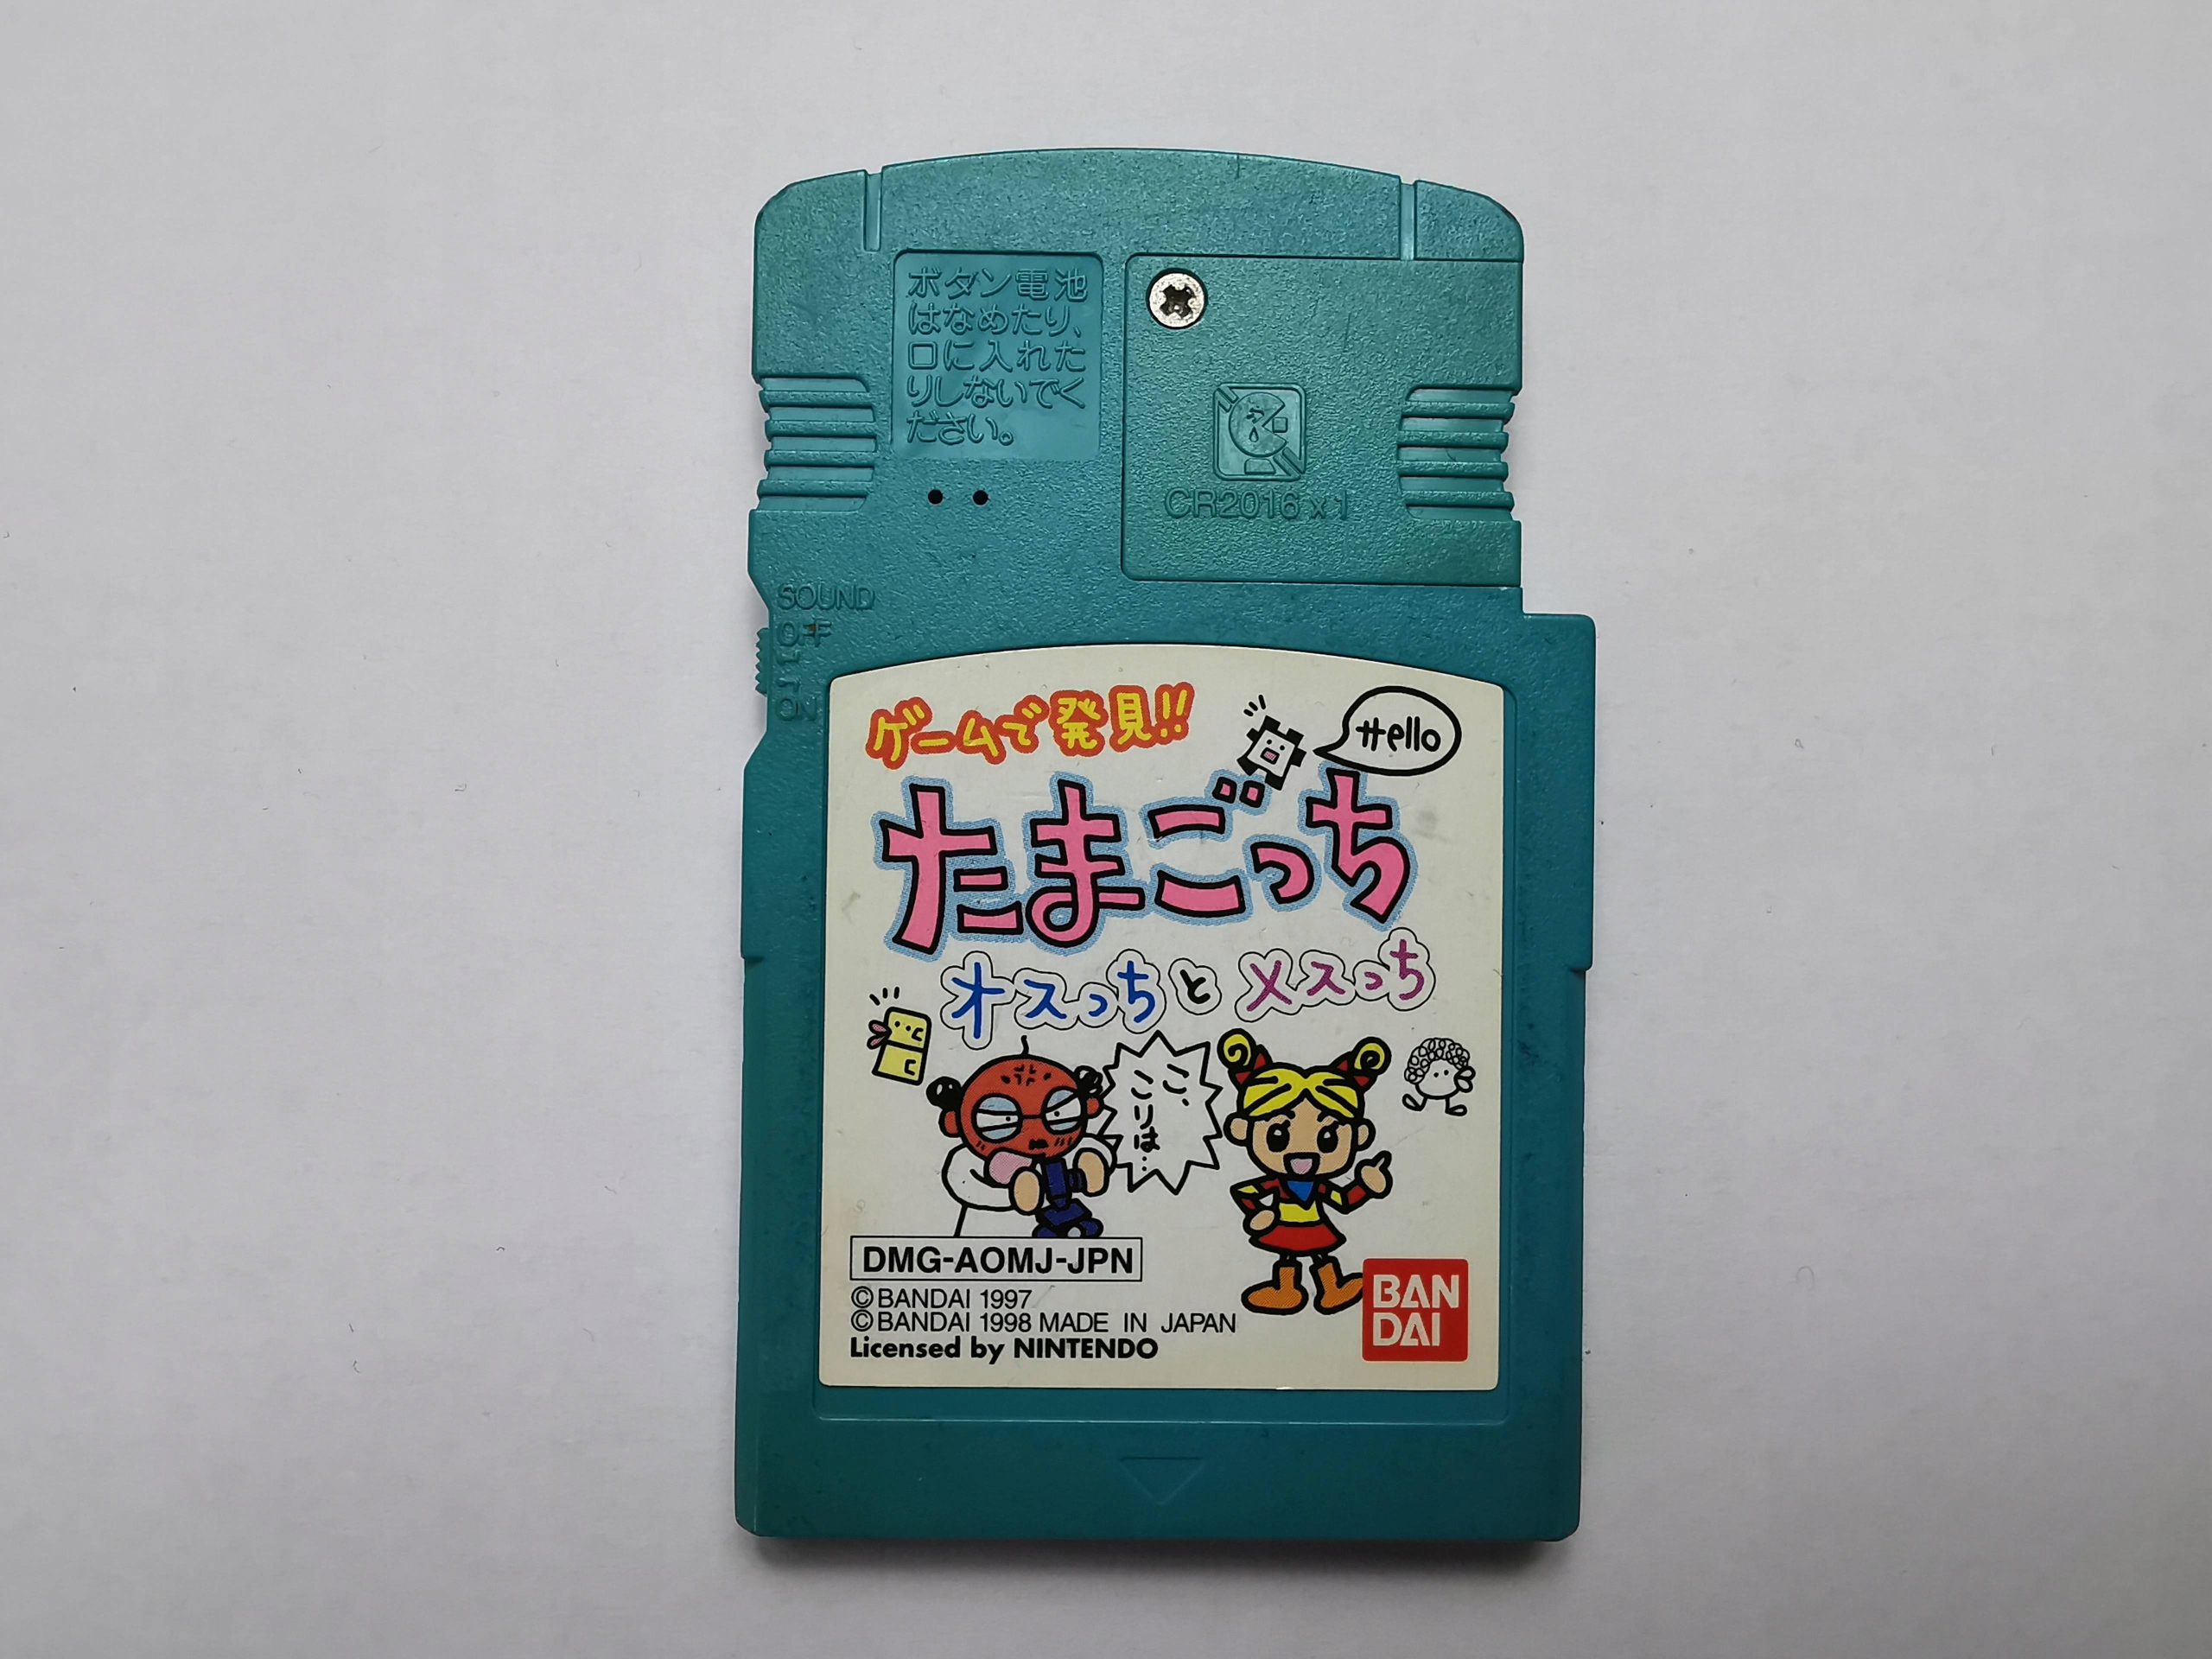 ボタン電池
はなめたり、
口に入れた
りしないでく
ださい。
CR2016 x 1
SOUND
OFF
ON
ゲームで発見!!
Hello
たまごっち
オスっちとメスっち
こ、
こりは…
DMG-AOMJ-JPN
©BANDAI 1997
©BANDAI 1998 MADE IN JAPAN
Licensed by NINTENDO
BAN
DAI